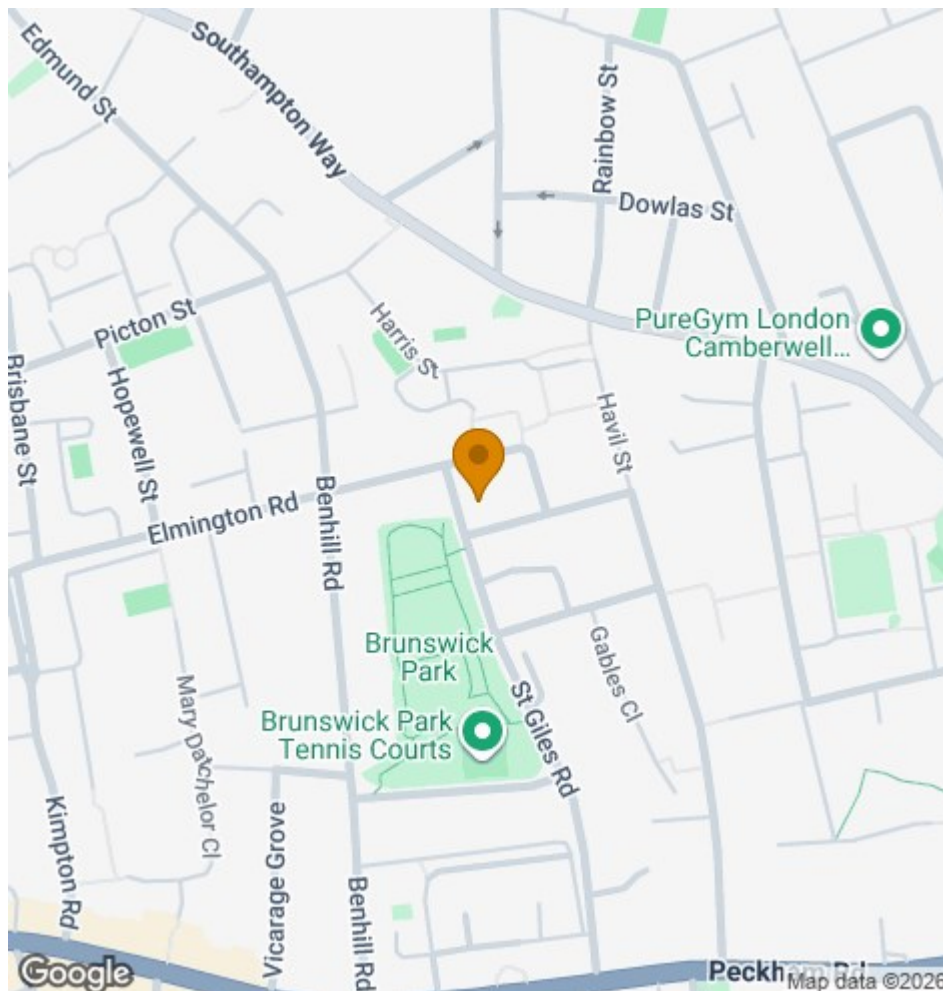 Edmund St
Southampton Way
Rainbow St
Dowlas St
PureGym London
Camberwell...
Picton St
Harris St
Brisbane St
Hopewell St
Havil St
Elmington Rd
Benhill Rd
Brunswick
Park
Gables Cl
Brunswick Park
Tennis Courts
St Giles Rd
Mary Datchelor Cl
Kimpton Rd
Vicarage Grove
Benhill Rd
Peckham Rd
Google
Map data ©2026